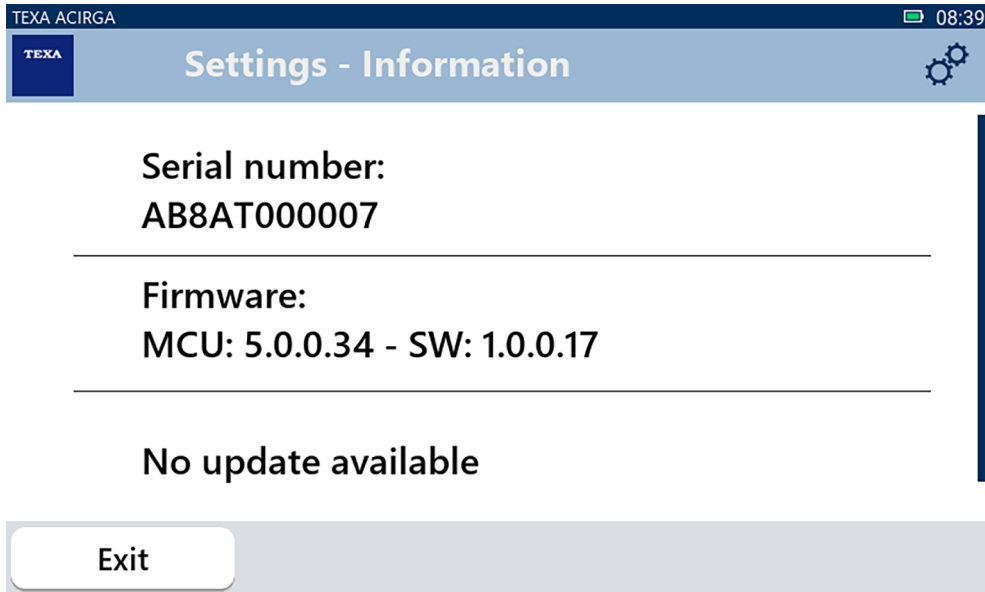 TEXA ACIRGA 08:39
TEXA Settings - Information
Serial number:
AB8AT000007
Firmware:
MCU: 5.0.0.34 - SW: 1.0.0.17
No update available
Exit